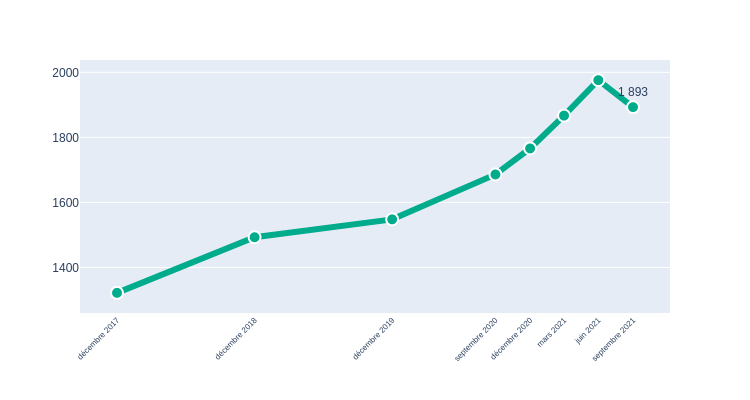 2000
1 893
1800
1600
1400
décembre 2017
décembre 2018
décembre 2019
septembre 2020
décembre 2020
mars 2021
juin 2021
septembre 2021